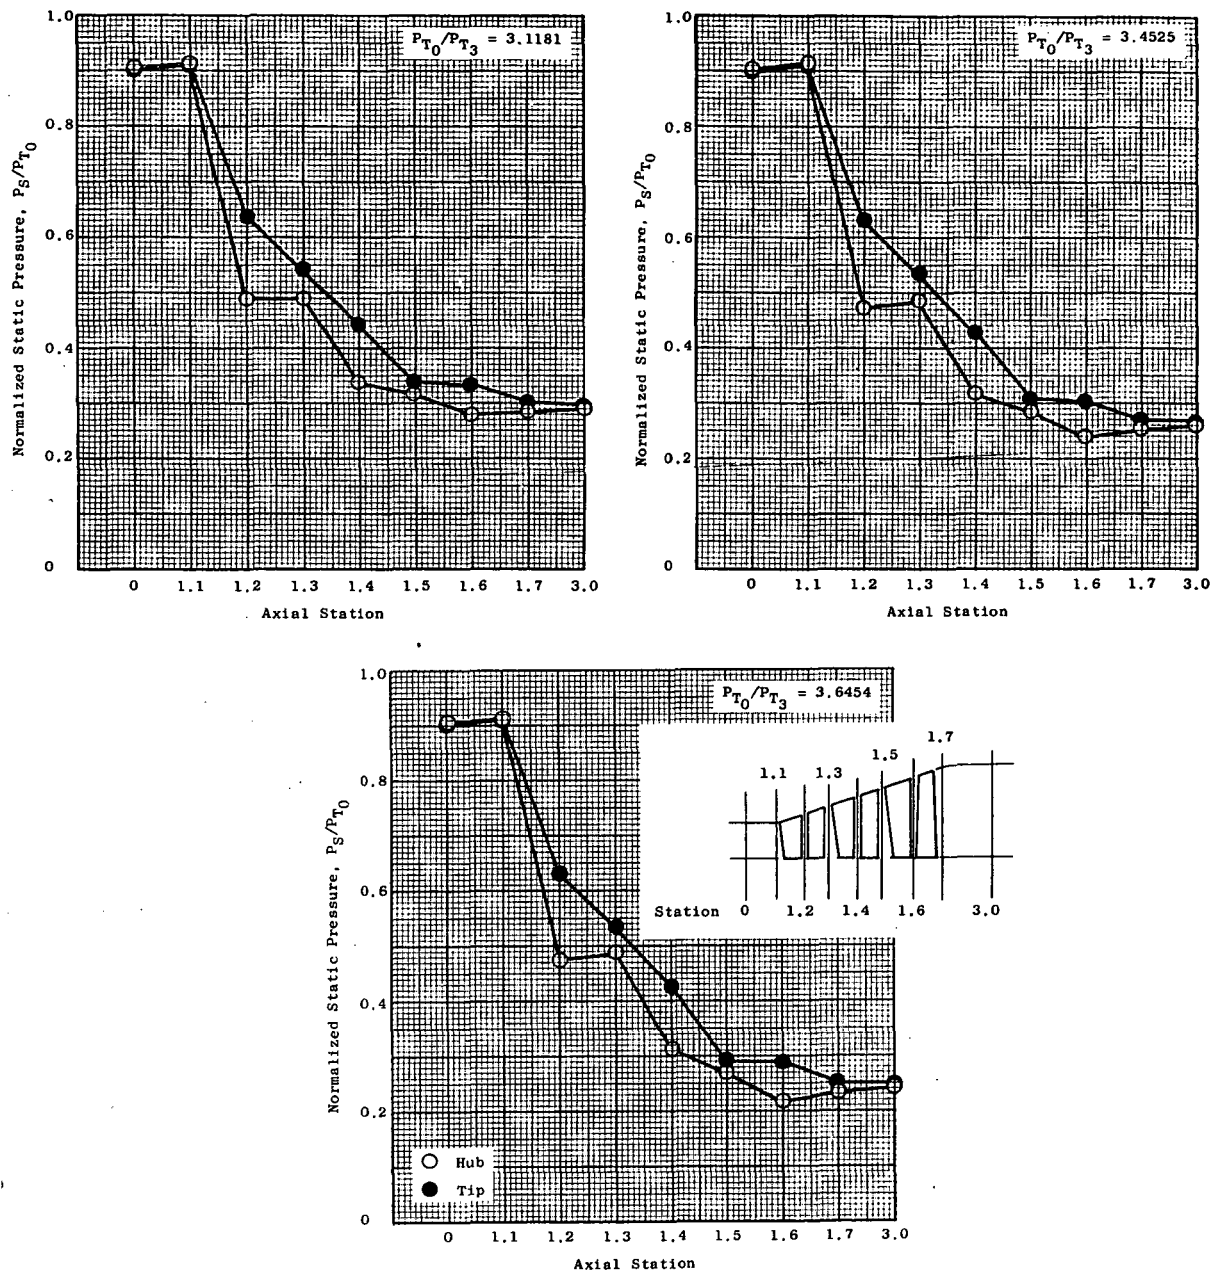 P_T0/P_T3 = 3.1181
1.0
0.8
0.6
0.4
0.2
0
Normalized Static Pressure, P_S/P_T0
0 1.1 1.2 1.3 1.4 1.5 1.6 1.7 3.0
Axial Station
P_T0/P_T3 = 3.4525
1.0
0.8
0.6
0.4
0.2
0
Normalized Static Pressure, P_S/P_T0
0 1.1 1.2 1.3 1.4 1.5 1.6 1.7 3.0
Axial Station
P_T0/P_T3 = 3.6454
1.0
0.8
0.6
0.4
0.2
0
Normalized Static Pressure, P_S/P_T0
1.7
1.5
1.1 1.3
Station 0 1.2 1.4 1.6 3.0
Hub
Tip
0 1.1 1.2 1.3 1.4 1.5 1.6 1.7 3.0
Axial Station